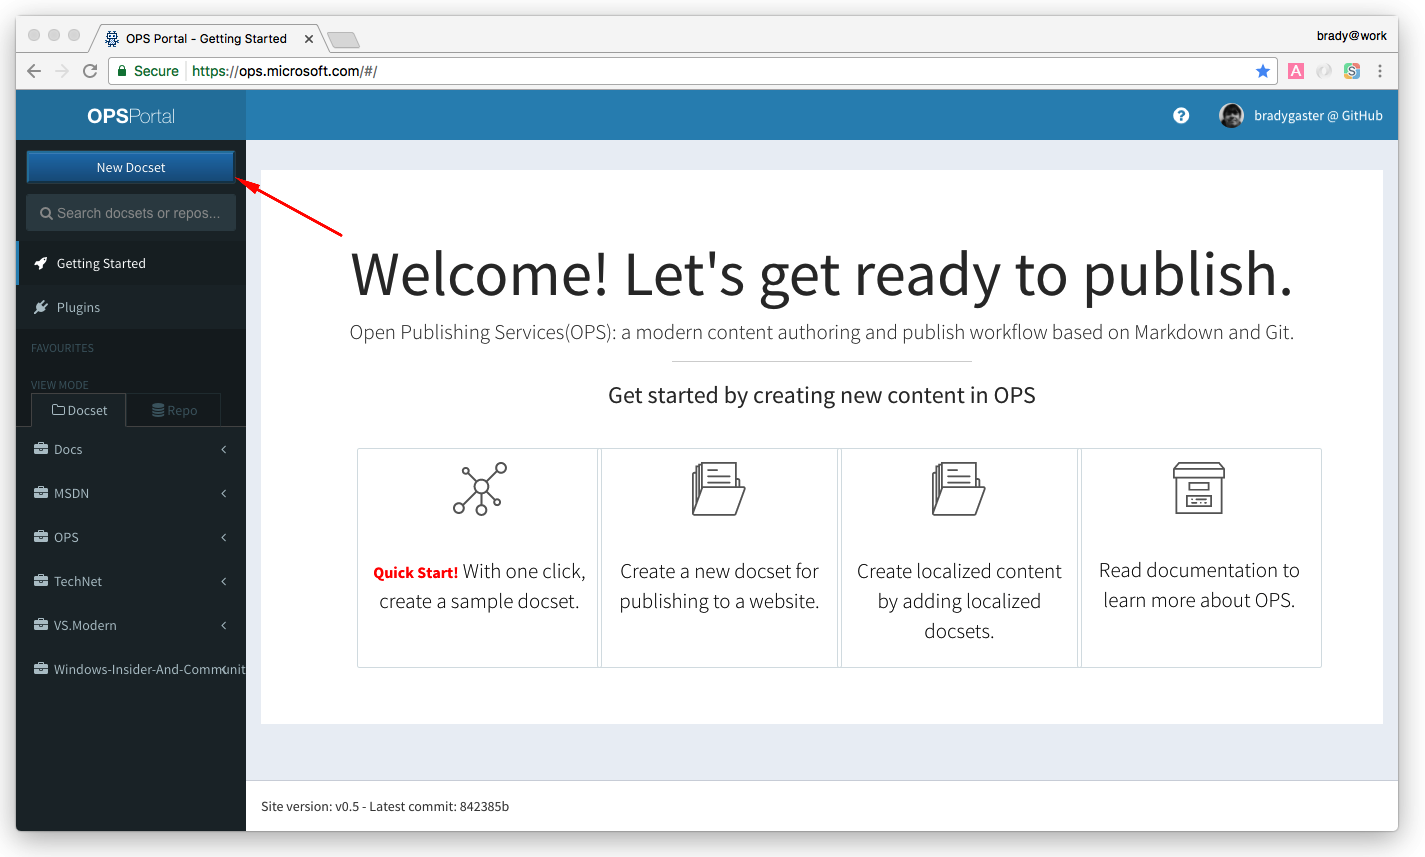 OPS Portal - Getting Started
brady@work
Secure
https://ops.microsoft.com/#/
A
S
OPSPortal
?
bradygaster @ GitHub
New Docset
Search docsets or repos...
Getting Started
Plugins
FAVOURITES
VIEW MODE
Docset
Repo
Docs
MSDN
OPS
TechNet
VS.Modern
Windows-Insider-And-Communit
Welcome! Let's get ready to publish.
Open Publishing Services(OPS): a modern content authoring and publish workflow based on Markdown and Git.
Get started by creating new content in OPS
Quick Start! With one click,
create a sample docset.
Create a new docset for
publishing to a website.
Create localized content
by adding localized
docsets.
Read documentation to
learn more about OPS.
Site version: v0.5 - Latest commit: 842385b